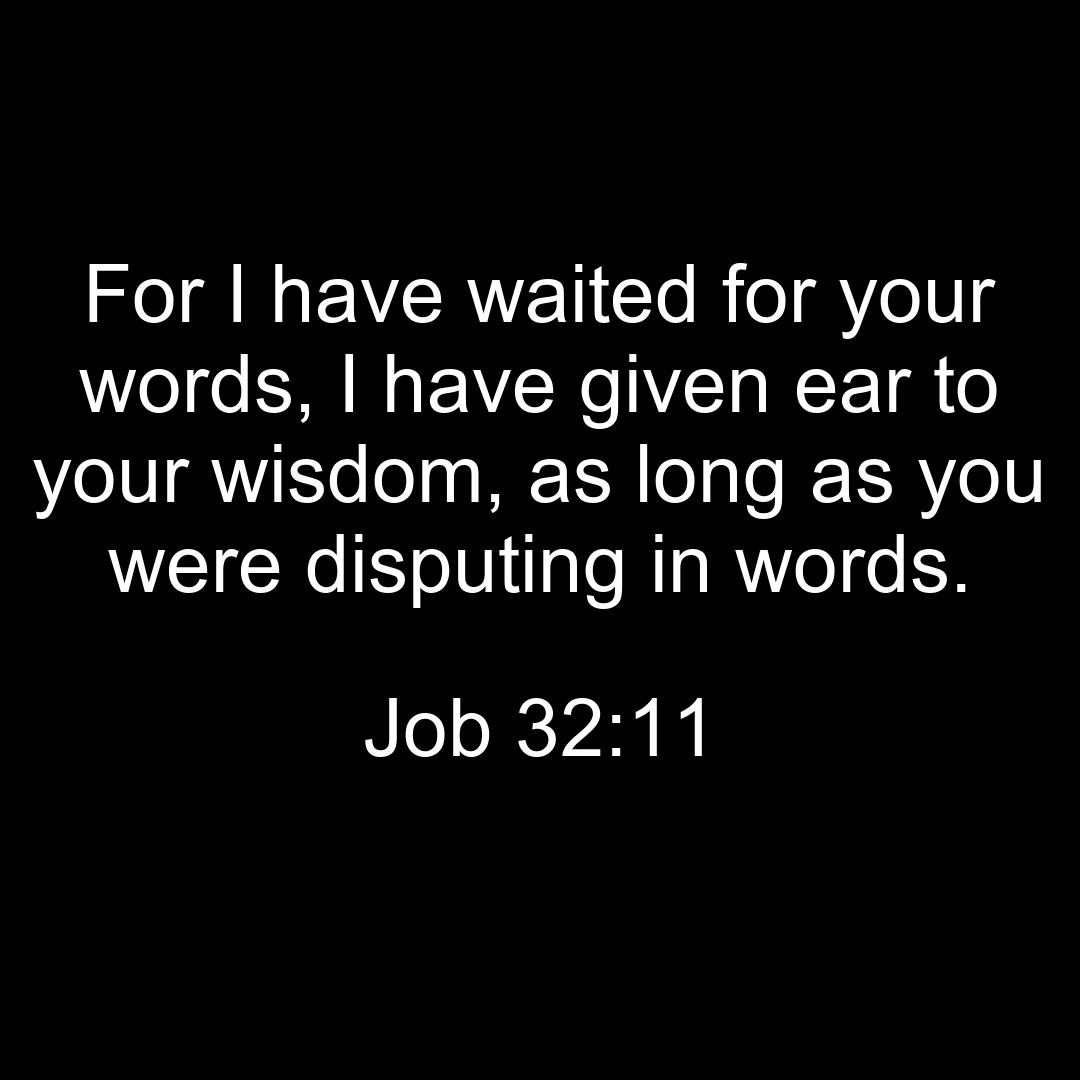 For I have waited for your
words, I have given ear to
your wisdom, as long as you
were disputing in words.
Job 32:11